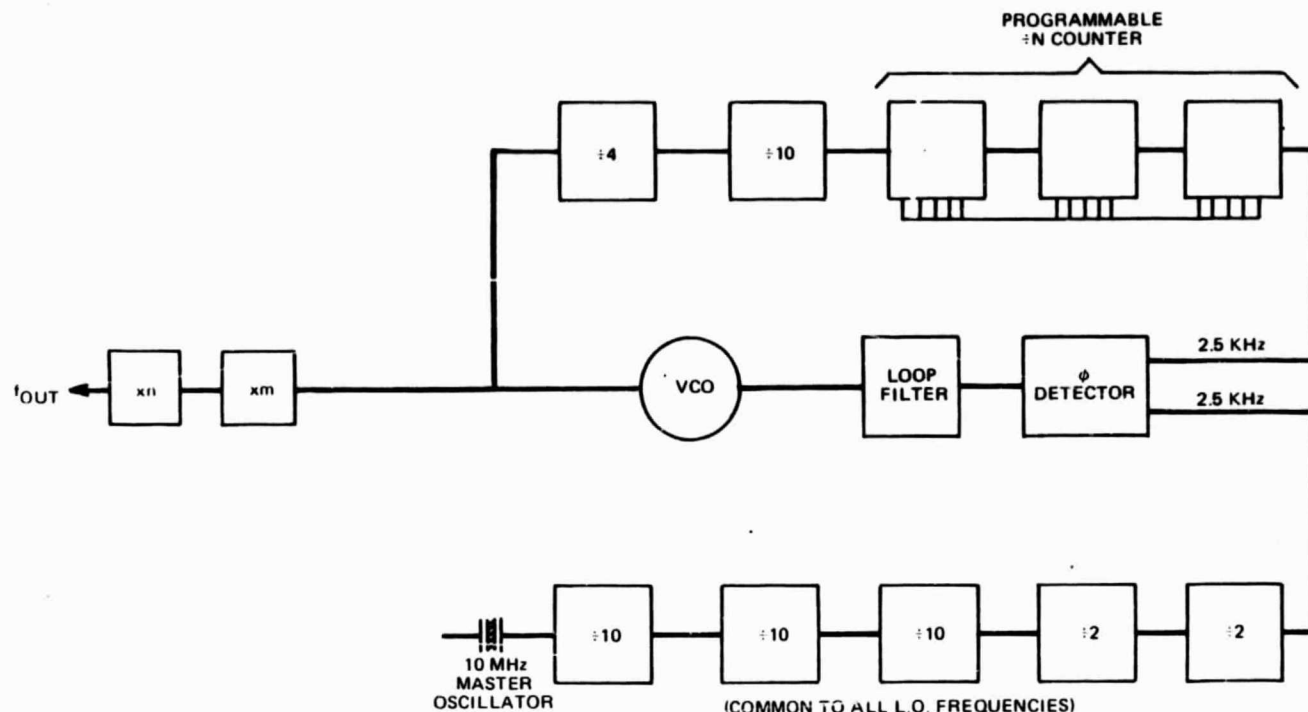 PROGRAMMABLE
÷N COUNTER
÷4
÷10
2.5 KHz
fOUT
xn
xm
VCO
LOOP
FILTER
φ
DETECTOR
2.5 KHz
÷10
÷10
÷10
÷2
÷2
10 MHz
MASTER
OSCILLATOR
(COMMON TO ALL L.O. FREQUENCIES)